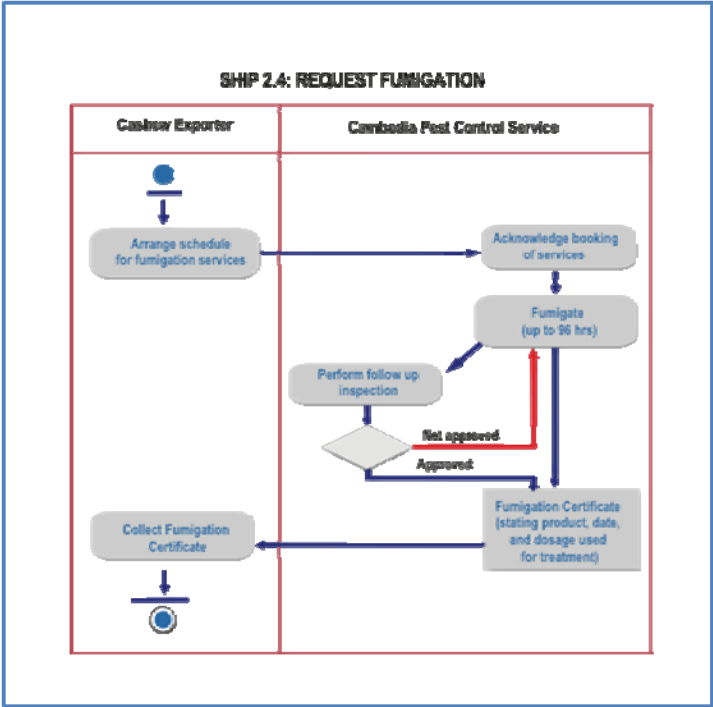 SHIP 2.4: REQUEST FUMIGATION
Cashew Exporter
Cambodia Pest Control Service
Arrange schedule
for fumigation services
Acknowledge booking
of services
Fumigate
(up to 96 hrs)
Perform follow up
inspection
Not approved
Approved
Fumigation Certificate
(stating product, date,
and dosage used
for treatment)
Collect Fumigation
Certificate